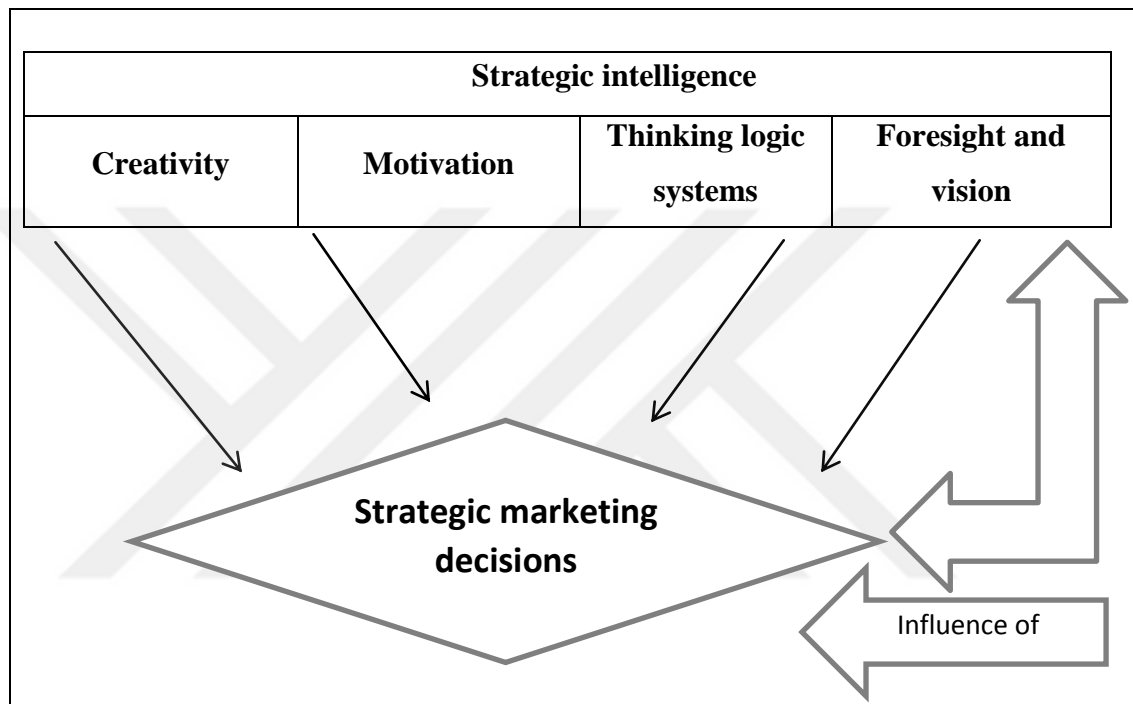 Strategic intelligence
Creativity
Motivation
Thinking logic
systems
Foresight and
vision
Strategic marketing
decisions
Influence of